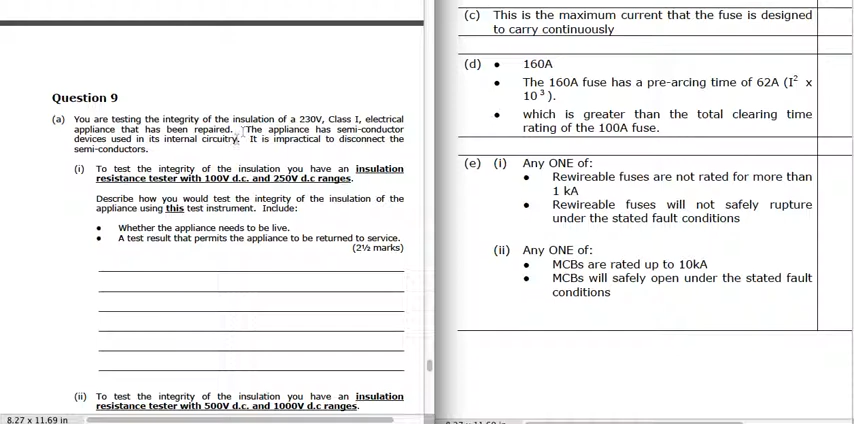 Question 9
(a) You are testing the integrity of the insulation of a 230V, Class I, electrical
appliance that has been repaired. The appliance has semi-conductor
devices used in its internal circuitry. It is impractical to disconnect the
semi-conductors.
(i) To test the integrity of the insulation you have an insulation
resistance tester with 100V d.c. and 250V d.c ranges.
Describe how you would test the integrity of the insulation of the
appliance using this test instrument. Include:
• Whether the appliance needs to be live.
• A test result that permits the appliance to be returned to service.
(2½ marks)
(ii) To test the integrity of the insulation you have an insulation
resistance tester with 500V d.c. and 1000V d.c ranges.
8.27 x 11.69 in
(c) This is the maximum current that the fuse is designed
to carry continuously
(d) • 160A
• The 160A fuse has a pre-arcing time of 62A (I² x
10³).
• which is greater than the total clearing time
rating of the 100A fuse.
(e) (i) Any ONE of:
• Rewireable fuses are not rated for more than
1 kA
• Rewireable fuses will not safely rupture
under the stated fault conditions
(ii) Any ONE of:
• MCBs are rated up to 10kA
• MCBs will safely open under the stated fault
conditions